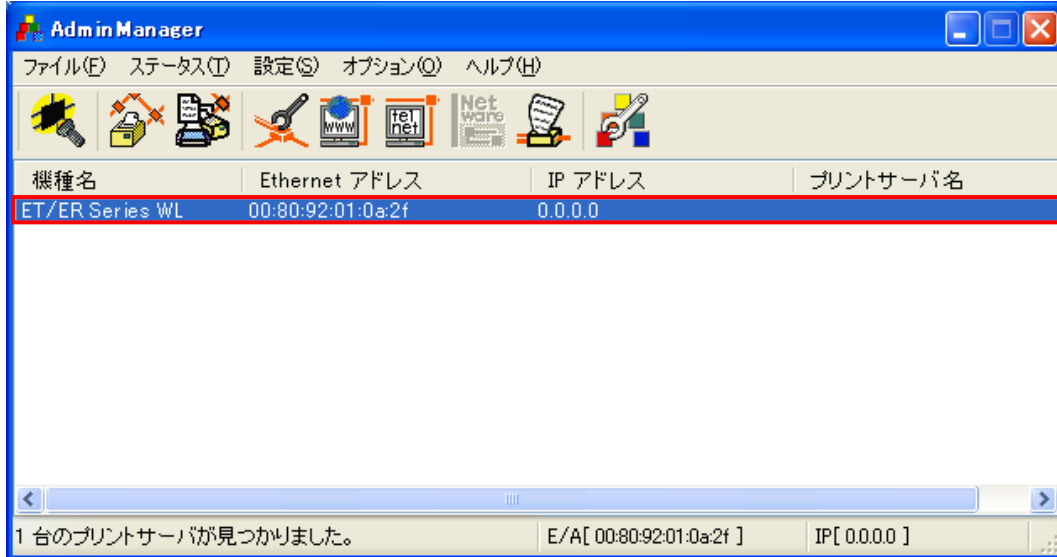 AdminManager
ファイル(F) ステータス(T) 設定(S) オプション(O) ヘルプ(H)
www tel net Net ware
機種名 Ethernet アドレス IP アドレス プリントサーバ名
ET/ER Series WL 00:80:92:01:0a:2f 0.0.0.0
1 台のプリントサーバが見つかりました。 E/A[ 00:80:92:01:0a:2f ] IP[ 0.0.0.0 ]